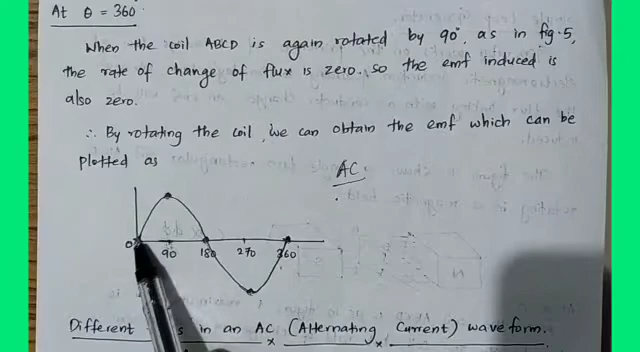 At θ = 360°
When the coil ABCD is again rotated by 90°, as in fig.5,
the rate of change of flux is zero. so the emf induced is
also zero.
∴ By rotating the coil, we can obtain the emf which can be
plotted as
AC
0 90 180 270 360
Different in an AC (Alternating Current) waveform.